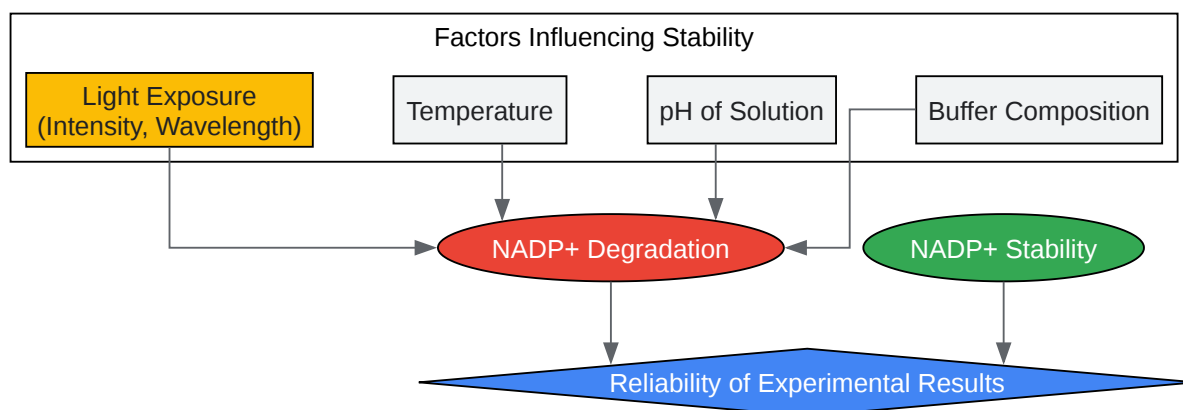 Factors Influencing Stability
Light Exposure
(Intensity, Wavelength)
Temperature
pH of Solution
Buffer Composition
NADP+ Degradation
NADP+ Stability
Reliability of Experimental Results